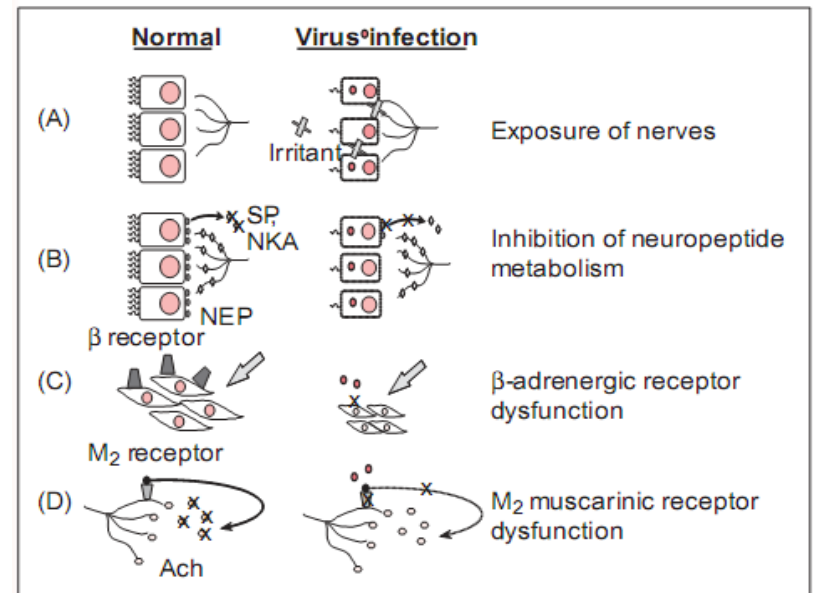 Normal
Virus infection
(A)
Irritant
Exposure of nerves
(B)
SP,
NKA
NEP
Inhibition of neuropeptide
metabolism
β receptor
(C)
β-adrenergic receptor
dysfunction
M₂ receptor
(D)
Ach
M₂ muscarinic receptor
dysfunction